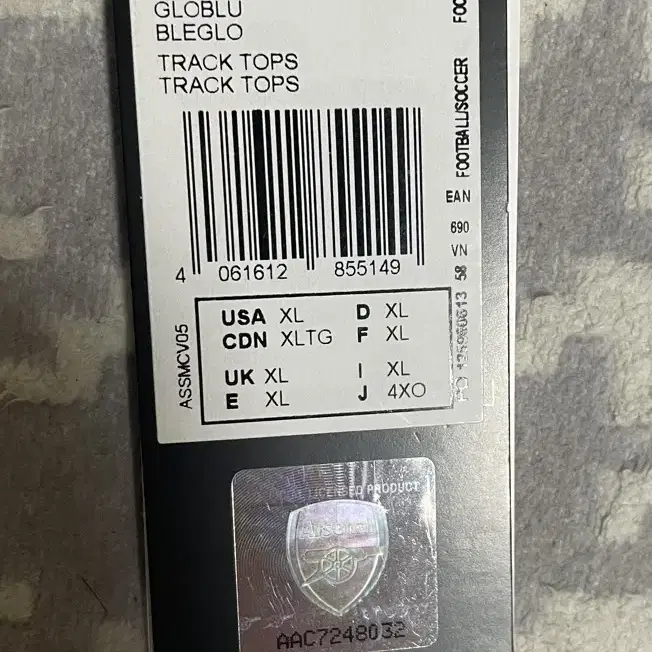 GLOBLU
BLEGLO
TRACK TOPS
TRACK TOPS
4 061612 855149
USA XL D XL
CDN XLTG F XL
UK XL I XL
E XL J 4XO
ASSMCV05
FOOTBALL/SOCCER FOO
EAN
690
VN
58
LICENSED PRODUCT
Arsenal
AAC7248032